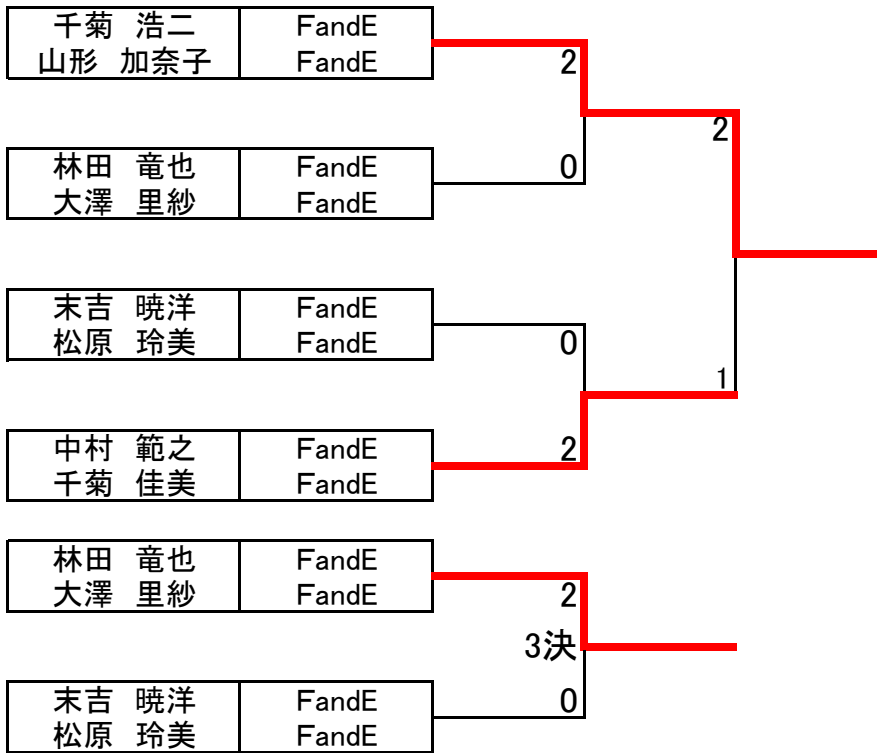 千菊 浩二 FandE
山形 加奈子 FandE
2
2
林田 竜也 FandE
0
大澤 里紗 FandE
末吉 暁洋 FandE
松原 玲美 FandE
0
1
中村 範之 FandE
2
千菊 佳美 FandE
林田 竜也 FandE
大澤 里紗 FandE
2
3決
末吉 暁洋 FandE
0
松原 玲美 FandE